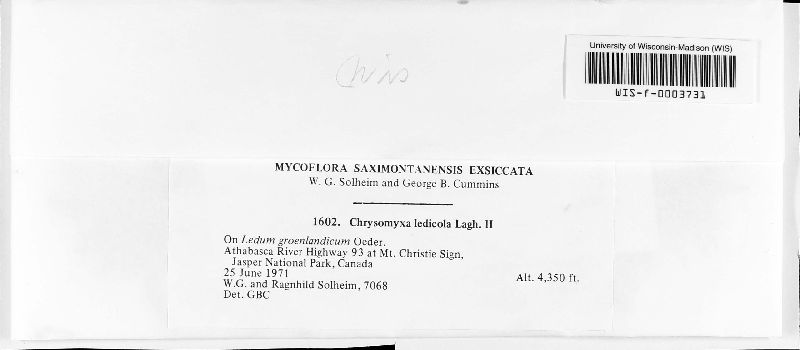 Wis
University of Wisconsin-Madison (WIS)
WIS-f-0003731
MYCOFLORA SAXIMONTANENSIS EXSICCATA
W. G. Solheim and George B. Cummins
1602. Chrysomyxa ledicola Lagh. II
On Ledum groenlandicum Oeder.
Athabasca River Highway 93 at Mt. Christie Sign,
Jasper National Park, Canada
25 June 1971
Alt. 4,350 ft.
W.G. and Ragnhild Solheim, 7068
Det. GBC